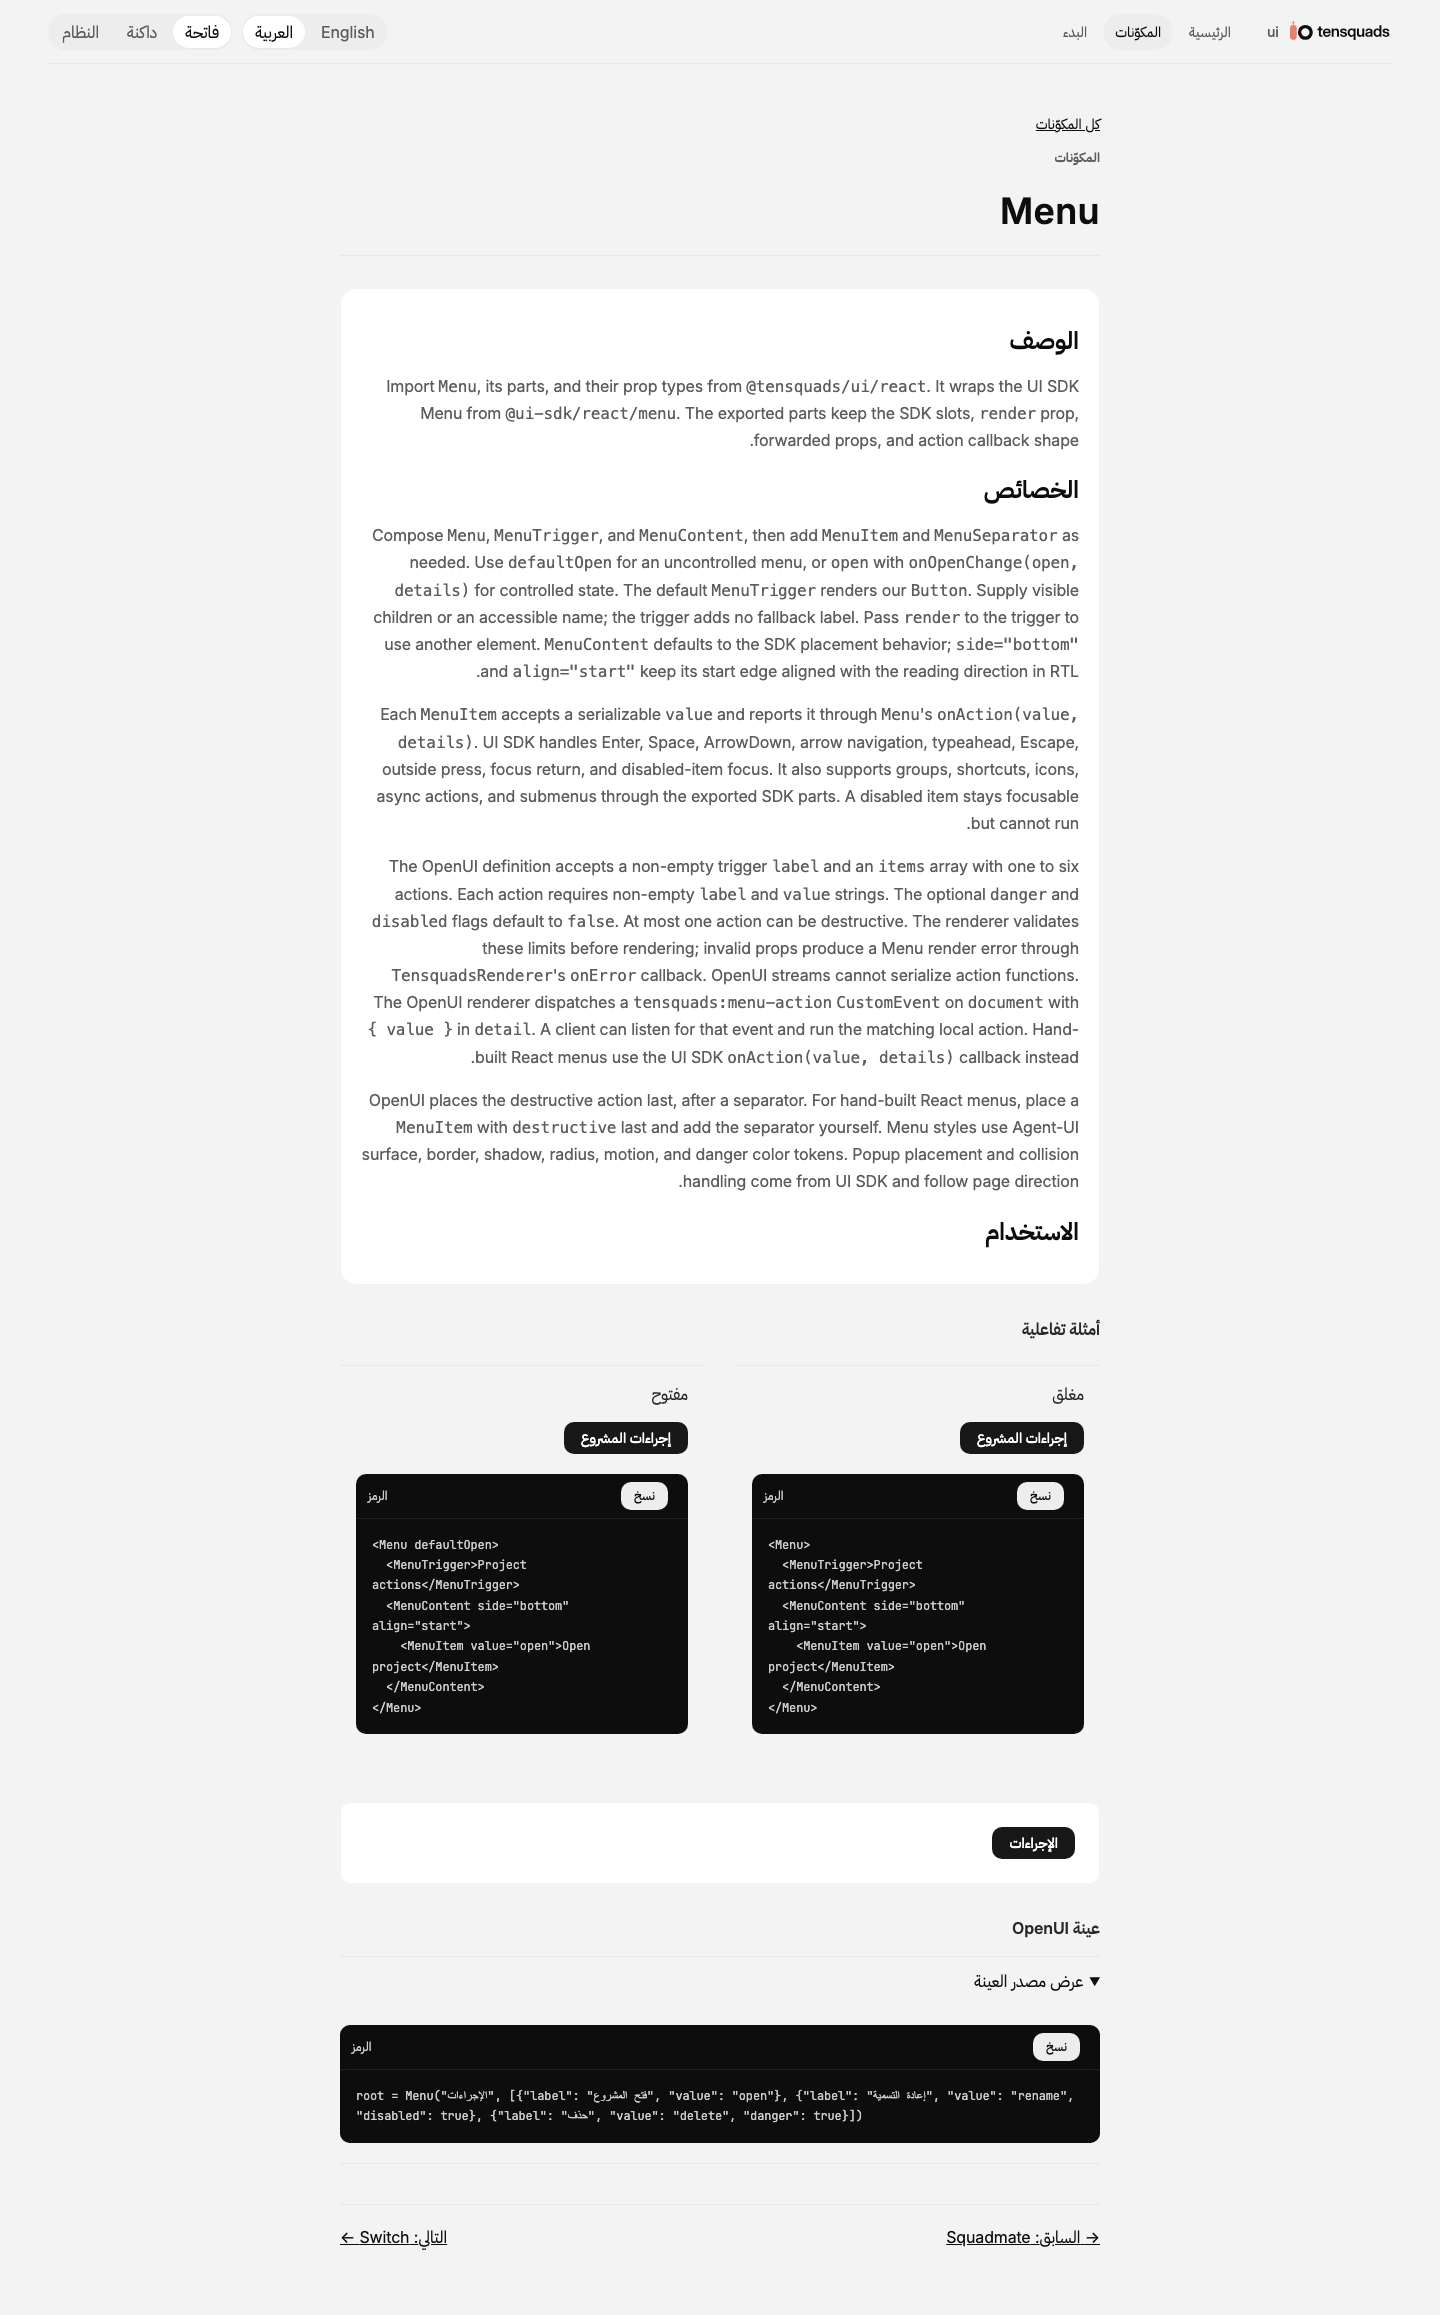 tensquads ui
الرئيسية
المكوّنات
البدء
English
العربية
فاتحة
داكنة
النظام
كل المكوّنات
المكوّنات
Menu
الوصف
Import Menu, its parts, and their prop types from @tensquads/ui/react. It wraps the UI SDK
Menu from @ui-sdk/react/menu. The exported parts keep the SDK slots, render prop,
forwarded props, and action callback shape.
الخصائص
Compose Menu, MenuTrigger, and MenuContent, then add MenuItem and MenuSeparator as
needed. Use defaultOpen for an uncontrolled menu, or open with onOpenChange(open,
details) for controlled state. The default MenuTrigger renders our Button. Supply visible
children or an accessible name; the trigger adds no fallback label. Pass render to the trigger to
use another element. MenuContent defaults to the SDK placement behavior; side="bottom"
and align="start" keep its start edge aligned with the reading direction in RTL.
Each MenuItem accepts a serializable value and reports it through Menu's onAction(value,
details). UI SDK handles Enter, Space, ArrowDown, arrow navigation, typeahead, Escape,
outside press, focus return, and disabled-item focus. It also supports groups, shortcuts, icons,
async actions, and submenus through the exported SDK parts. A disabled item stays focusable
but cannot run.
The OpenUI definition accepts a non-empty trigger label and an items array with one to six
actions. Each action requires non-empty label and value strings. The optional danger and
disabled flags default to false. At most one action can be destructive. The renderer validates
these limits before rendering; invalid props produce a Menu render error through
TensquadsRenderer's onError callback. OpenUI streams cannot serialize action functions.
The OpenUI renderer dispatches a tensquads:menu-action CustomEvent on document with
{ value } in detail. A client can listen for that event and run the matching local action. Hand-
built React menus use the UI SDK onAction(value, details) callback instead.
OpenUI places the destructive action last, after a separator. For hand-built React menus, place a
MenuItem with destructive last and add the separator yourself. Menu styles use Agent-UI
surface, border, shadow, radius, motion, and danger color tokens. Popup placement and collision
handling come from UI SDK and follow page direction.
الاستخدام
أمثلة تفاعلية
مغلق
إجراءات المشروع
نسخ
الرمز
<Menu>
  <MenuTrigger>Project
actions</MenuTrigger>
  <MenuContent side="bottom"
align="start">
    <MenuItem value="open">Open
project</MenuItem>
  </MenuContent>
</Menu>
مفتوح
إجراءات المشروع
نسخ
الرمز
<Menu defaultOpen>
  <MenuTrigger>Project
actions</MenuTrigger>
  <MenuContent side="bottom"
align="start">
    <MenuItem value="open">Open
project</MenuItem>
  </MenuContent>
</Menu>
الإجراءات
عينة OpenUI
▼ عرض مصدر العينة
نسخ
الرمز
root = Menu("الإجراءات", [{"label": "فتح المشروع", "value": "open"}, {"label": "إعادة التسمية", "value": "rename",
"disabled": true}, {"label": "حذف", "value": "delete", "danger": true}])
→ السابق: Squadmate
التالي: Switch ←